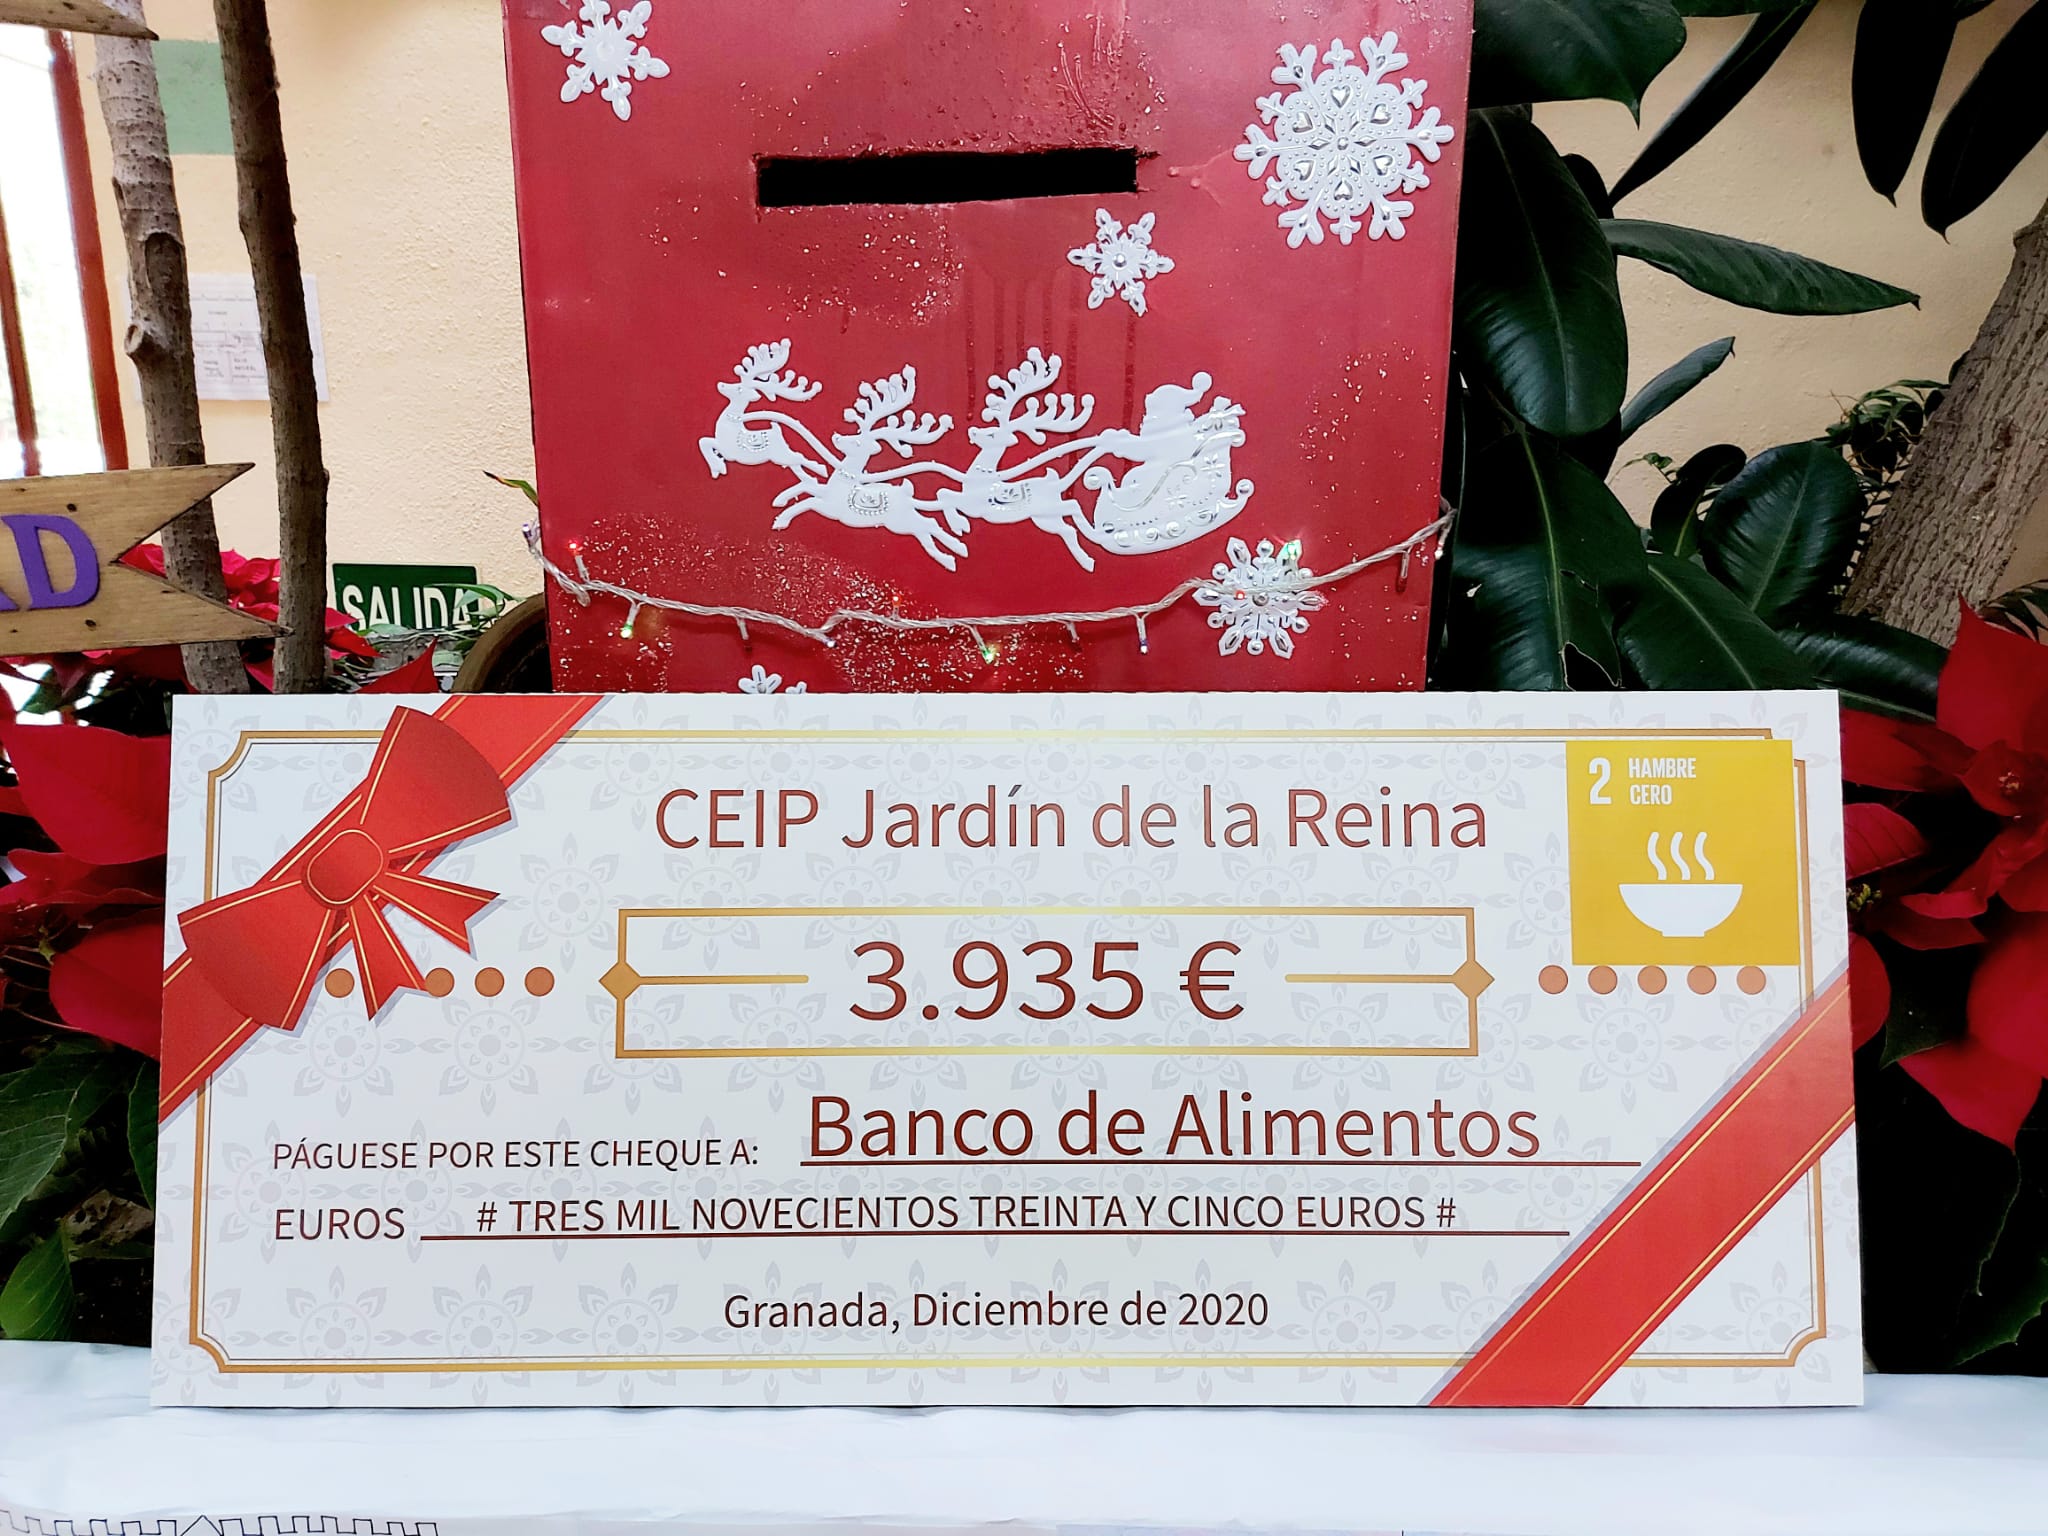 AD
SALIDA
CEIP Jardín de la Reina
2 HAMBRE
CERO
3.935 €
PÁGUESE POR ESTE CHEQUE A: Banco de Alimentos
EUROS # TRES MIL NOVECIENTOS TREINTA Y CINCO EUROS #
Granada, Diciembre de 2020